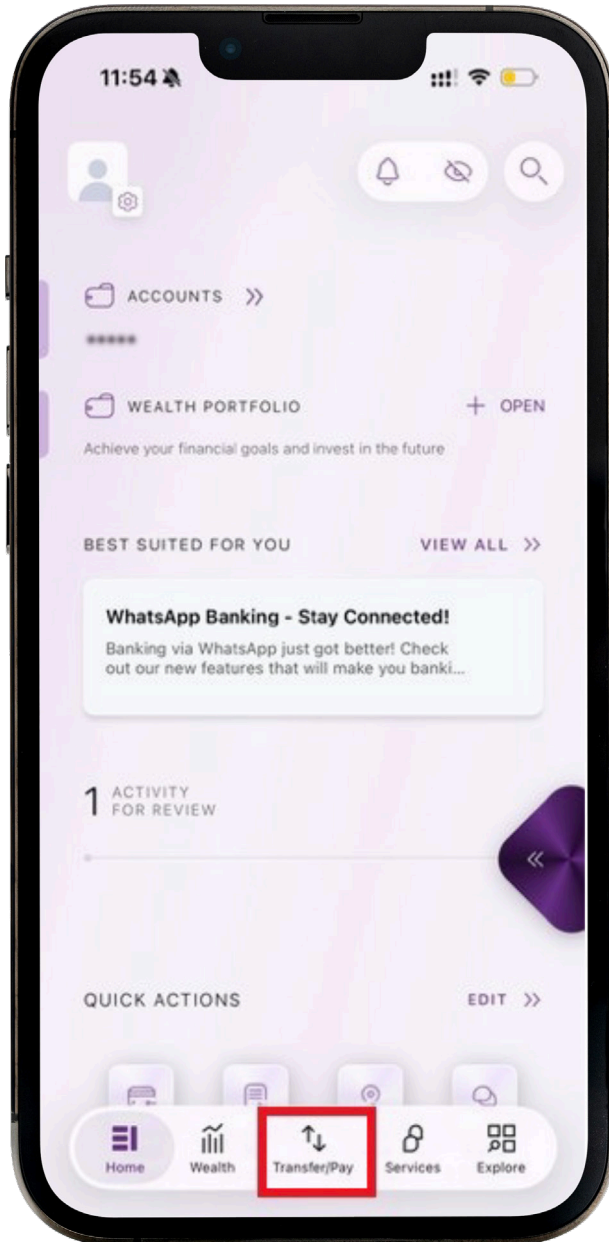 11:54
ACCOUNTS
*****
WEALTH PORTFOLIO
+ OPEN
Achieve your financial goals and invest in the future
BEST SUITED FOR YOU
VIEW ALL
WhatsApp Banking - Stay Connected!
Banking via WhatsApp just got better! Check
out our new features that will make you banki...
1 ACTIVITY
FOR REVIEW
QUICK ACTIONS
EDIT
Home
Wealth
Transfer/Pay
Services
Explore